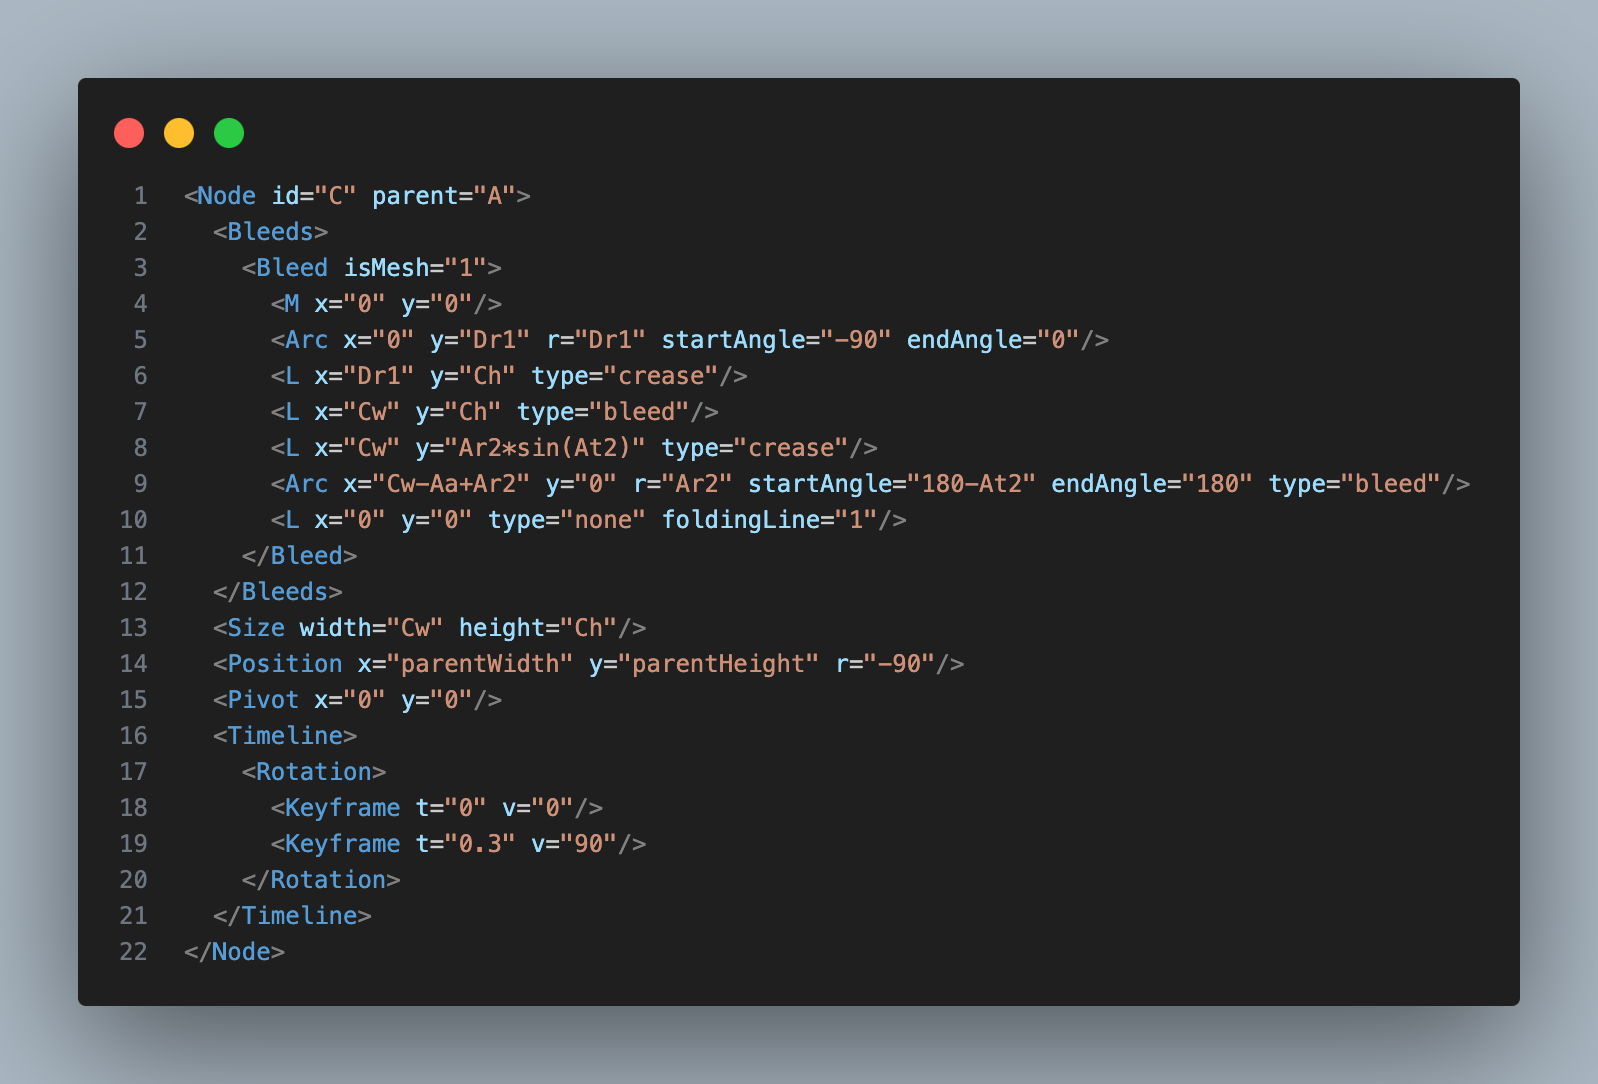 1 <Node id="C" parent="A">
2 <Bleeds>
3 <Bleed isMesh="1">
4 <M x="0" y="0"/>
5 <Arc x="0" y="Dr1" r="Dr1" startAngle="-90" endAngle="0"/>
6 <L x="Dr1" y="Ch" type="crease"/>
7 <L x="Cw" y="Ch" type="bleed"/>
8 <L x="Cw" y="Ar2*sin(At2)" type="crease"/>
9 <Arc x="Cw-Aa+Ar2" y="0" r="Ar2" startAngle="180-At2" endAngle="180" type="bleed"/>
10 <L x="0" y="0" type="none" foldingLine="1"/>
11 </Bleed>
12 </Bleeds>
13 <Size width="Cw" height="Ch"/>
14 <Position x="parentWidth" y="parentHeight" r="-90"/>
15 <Pivot x="0" y="0"/>
16 <Timeline>
17 <Rotation>
18 <Keyframe t="0" v="0"/>
19 <Keyframe t="0.3" v="90"/>
20 </Rotation>
21 </Timeline>
22 </Node>